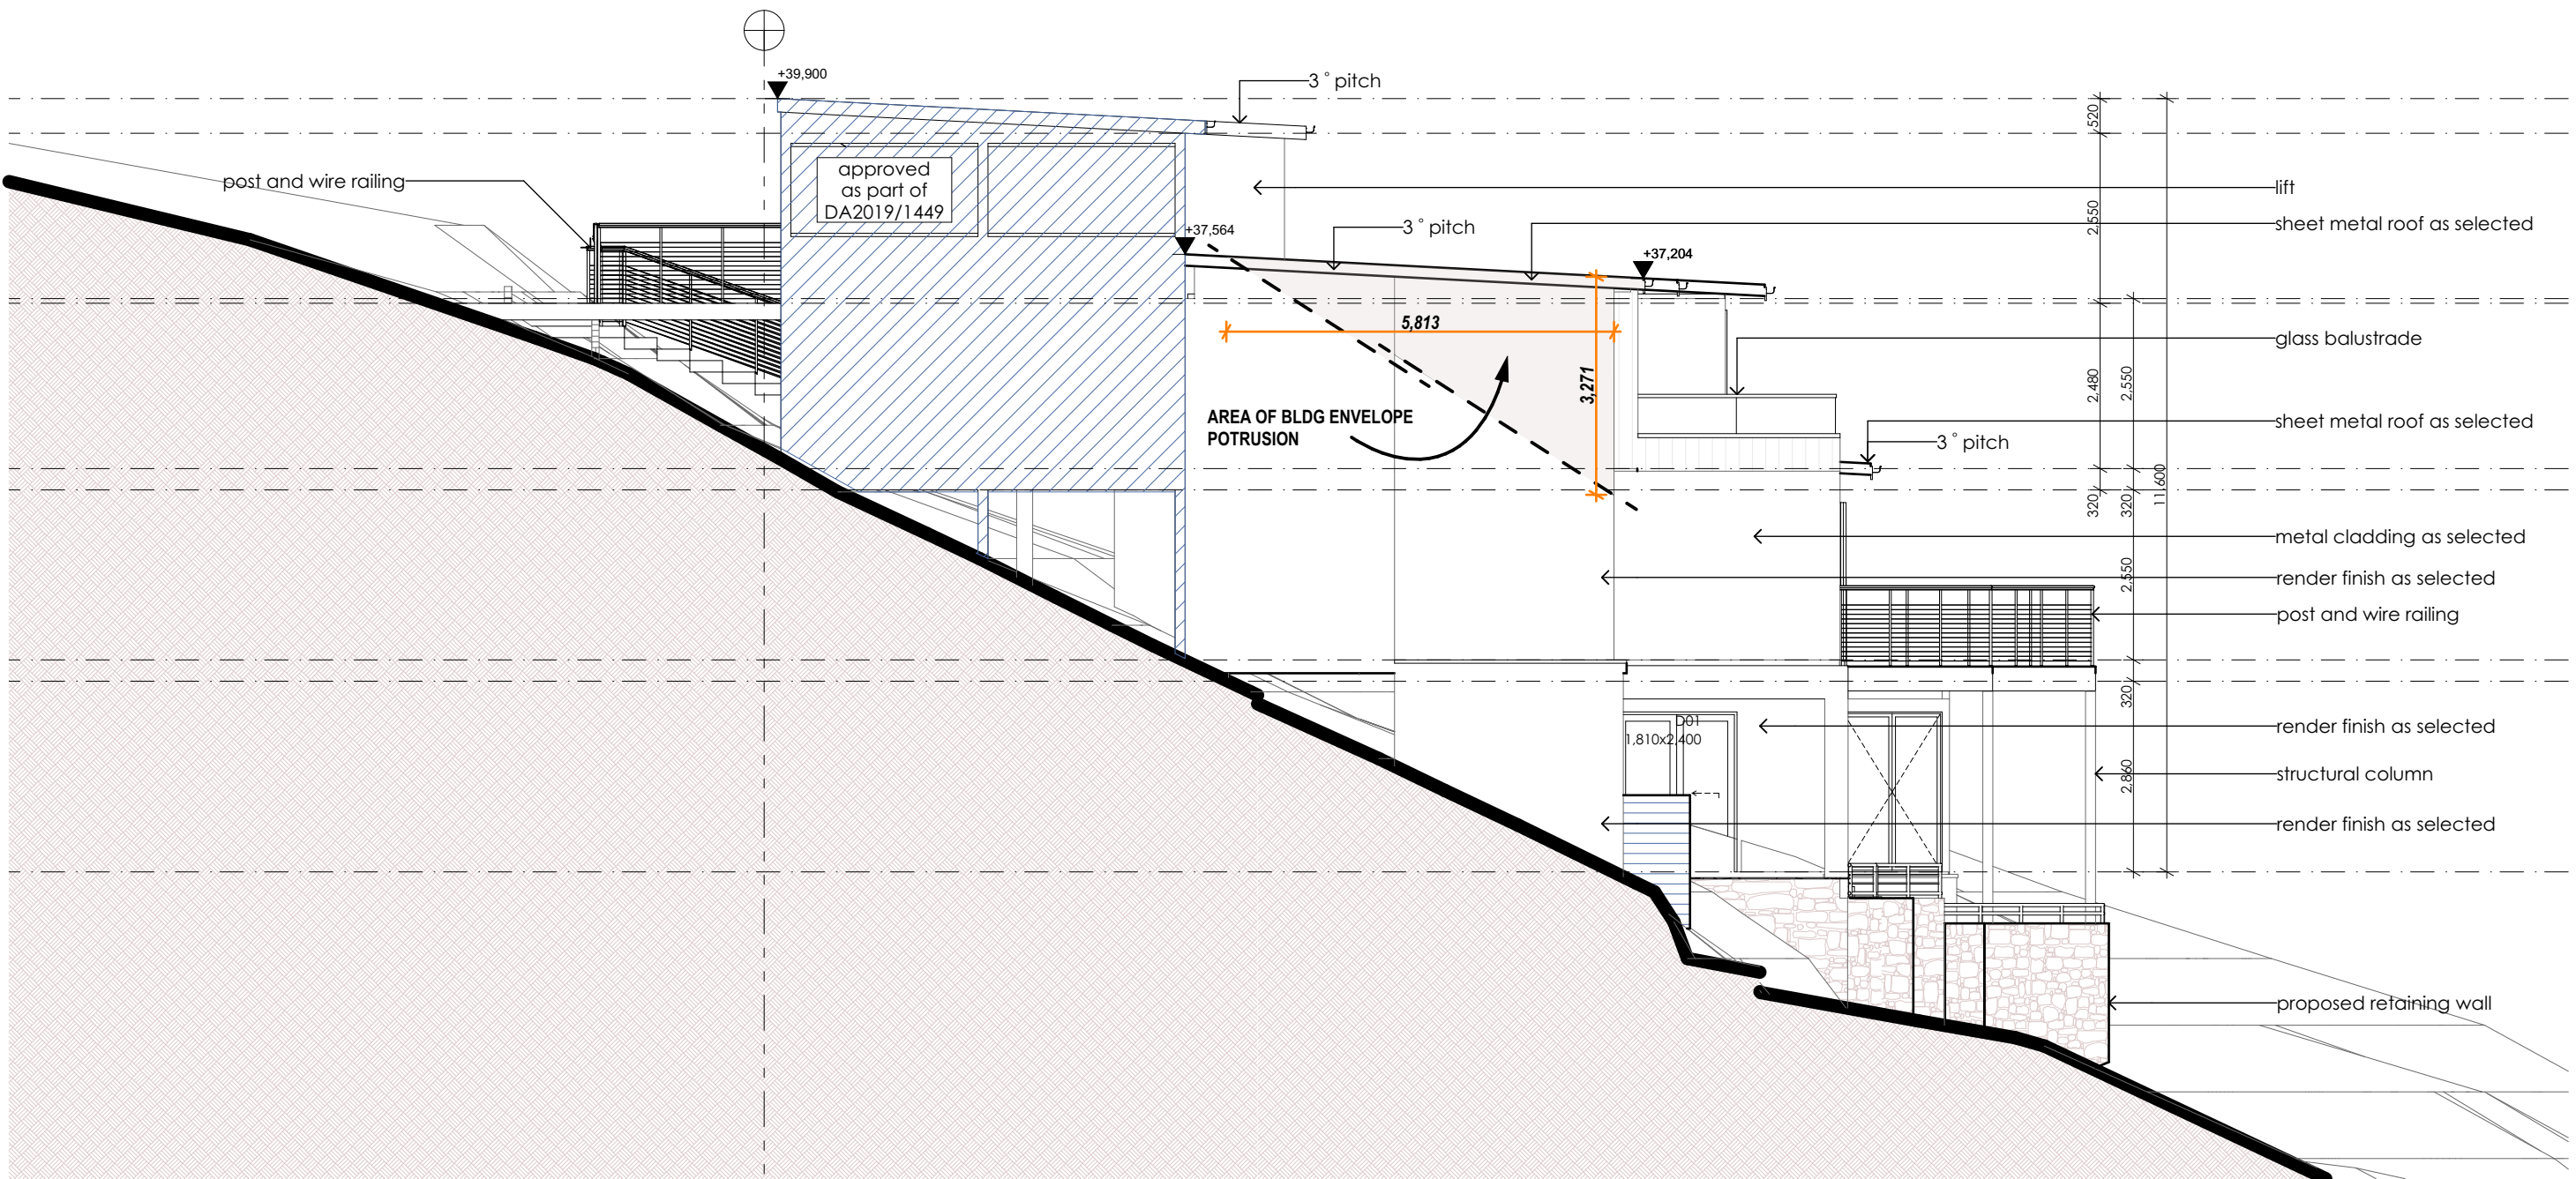 +39,900
3° pitch
520
approved
as part of
DA2019/1449
post and wire railing
lift
2,550
sheet metal roof as selected
+37,564
3° pitch
+37,204
5,813
glass balustrade
3,271
2,480
2,550
AREA OF BLDG ENVELOPE
POTRUSION
sheet metal roof as selected
3° pitch
320
320
11,600
metal cladding as selected
render finish as selected
2,550
post and wire railing
320
D01
1,810x2,400
render finish as selected
structural column
2,860
render finish as selected
proposed retaining wall